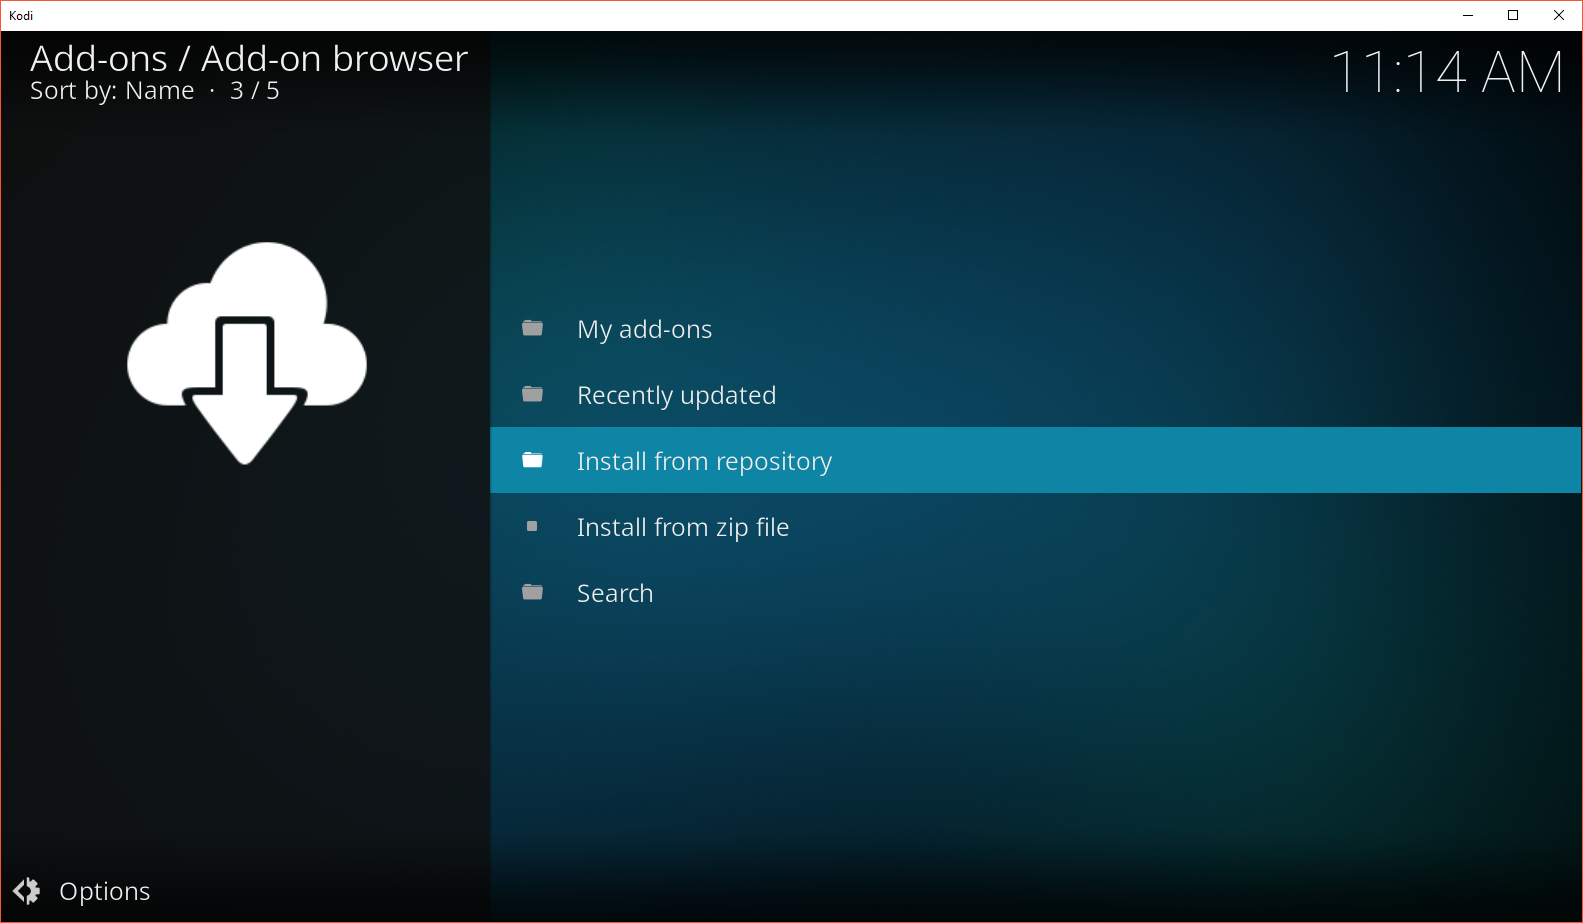 Kodi
Add-ons / Add-on browser
Sort by: Name · 3 / 5
11:14 AM
My add-ons
Recently updated
Install from repository
Install from zip file
Search
Options